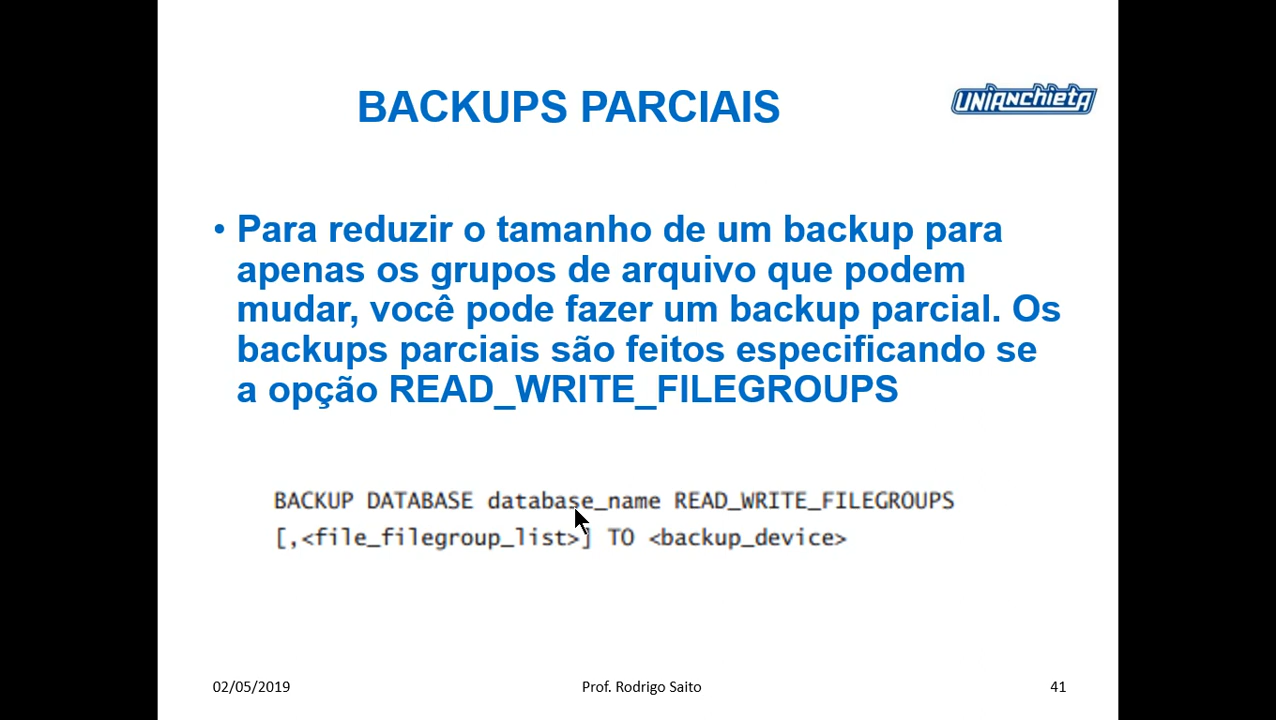 BACKUPS PARCIAIS
UNIANCHIETA
• Para reduzir o tamanho de um backup para
apenas os grupos de arquivo que podem
mudar, você pode fazer um backup parcial. Os
backups parciais são feitos especificando se
a opção READ_WRITE_FILEGROUPS
BACKUP DATABASE database_name READ_WRITE_FILEGROUPS
[,<file_filegroup_list>] TO <backup_device>
02/05/2019
Prof. Rodrigo Saito
41